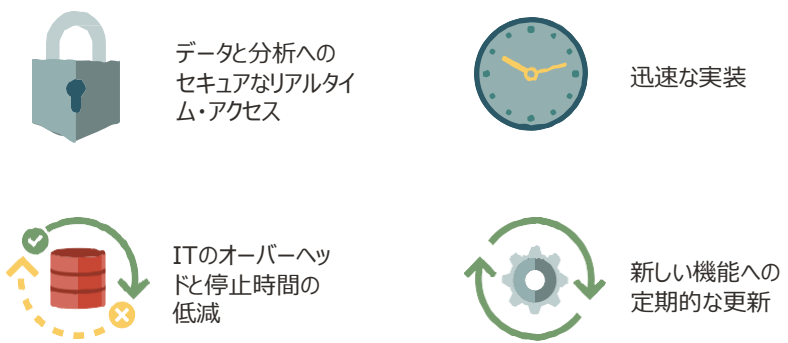 データと分析への
セキュアなリアルタイ
ム・アクセス
迅速な実装
ITのオーバーヘッ
ドと停止時間の
低減
新しい機能への
定期的な更新